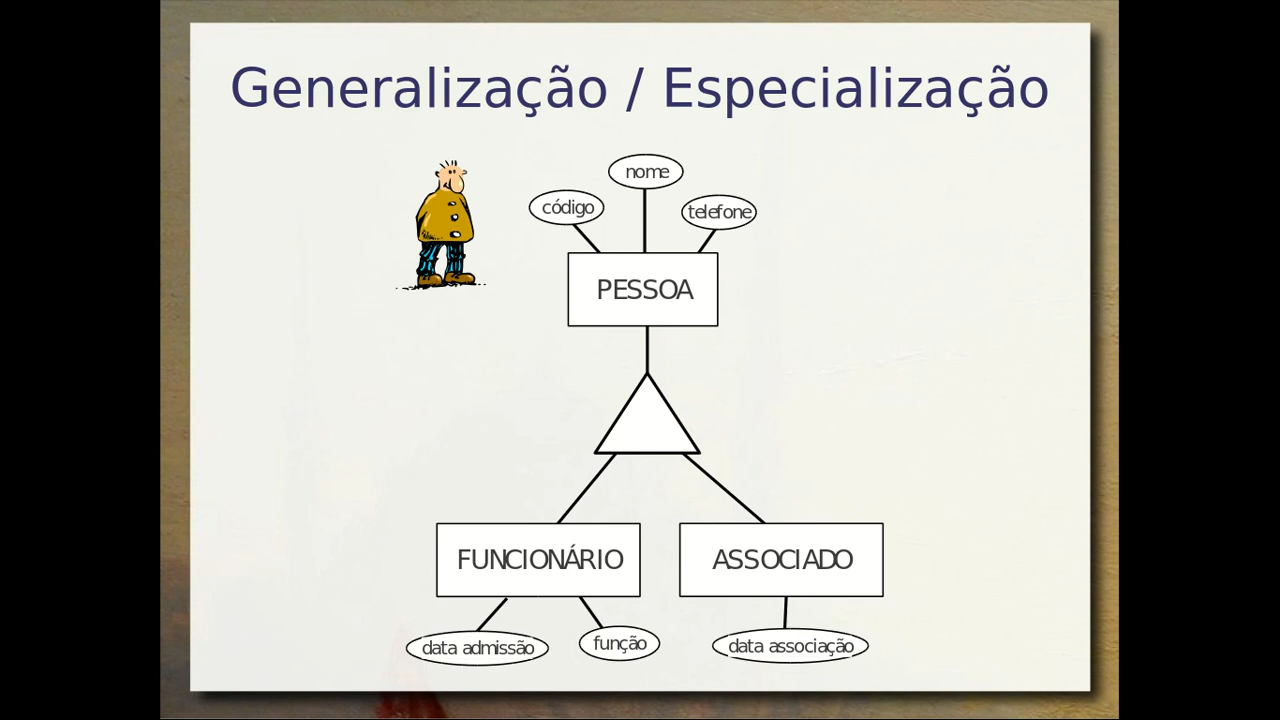 Generalização / Especialização
nome
código
telefone
PESSOA
FUNCIONÁRIO
ASSOCIADO
data admissão
função
data associação